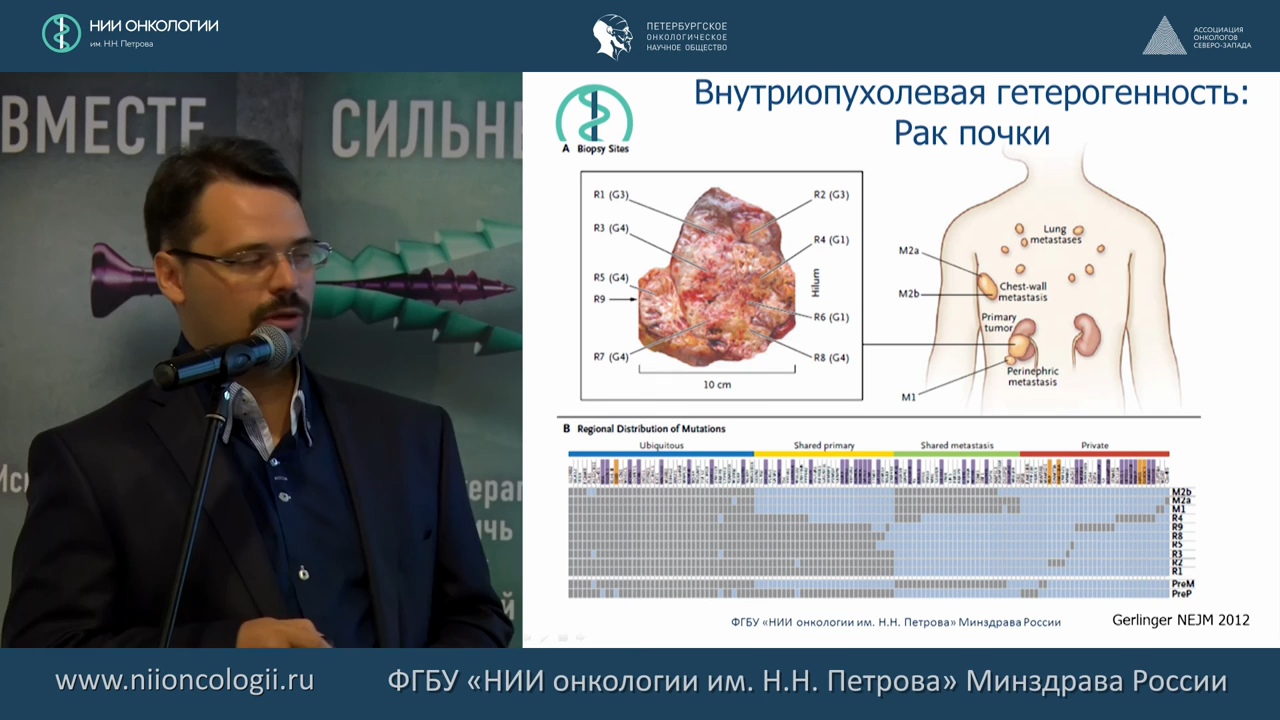 НИИ ОНКОЛОГИИ
им. Н.Н. Петрова
ПЕТЕРБУРГСКОЕ
ОНКОЛОГИЧЕСКОЕ
НАУЧНОЕ ОБЩЕСТВО
АССОЦИАЦИЯ
ОНКОЛОГОВ
СЕВЕРО-ЗАПАДА
ВМЕСТЕ
СИЛЬНЕ
Внутриопухолевая гетерогенность:
Рак почки
A Biopsy Sites
R1 (G3)
R2 (G3)
R3 (G4)
R4 (G1)
R5 (G4)
R9
Hilum
R6 (G1)
R7 (G4)
R8 (G4)
10 cm
Lung
metastases
M2a
M2b
Chest-wall
metastasis
Primary
tumor
Perinephric
metastasis
M1
B Regional Distribution of Mutations
Ubiquitous
Shared primary
Shared metastasis
Private
M2b
M2a
M1
R4
R9
R8
R5
R3
R2
R1
PreM
PreP
ФГБУ «НИИ онкологии им. Н.Н. Петрова» Минздрава России
Gerlinger NEJM 2012
www.niioncologii.ru
ФГБУ «НИИ онкологии им. Н.Н. Петрова» Минздрава России